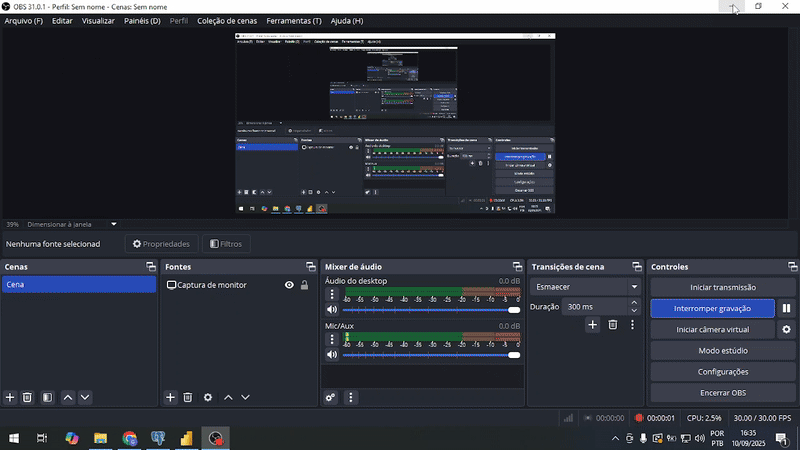 OBS 31.0.1 - Perfil: Sem nome - Cenas: Sem nome
Arquivo (F) Editar Visualizar Painéis (D) Perfil Coleção de cenas Ferramentas (T) Ajuda (H)
39% Dimensionar à janela
Nenhuma fonte selecionad Propriedades Filtros
Cenas Fontes Mixer de áudio Transições de cena Controles
Cena
Captura de monitor
Áudio do desktop 0.0 dB
-60 -55 -50 -45 -40 -35 -30 -25 -20 -15 -10 -5 0
Mic/Aux 0.0 dB
-60 -55 -50 -45 -40 -35 -30 -25 -20 -15 -10 -5 0
Esmaecer
Duração 300 ms
Iniciar transmissão
Interromper gravação
Iniciar câmera virtual
Modo estúdio
Configurações
Encerrar OBS
00:00:00 00:00:01 CPU: 2.5% 30.00 / 30.00 FPS
POR
PTB
16:35
10/09/2025